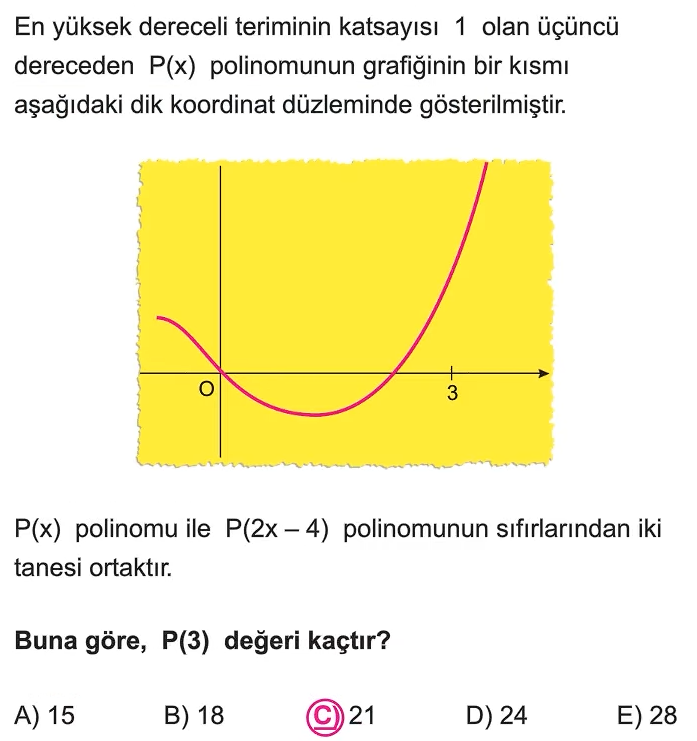 En yüksek dereceli teriminin katsayısı 1 olan üçüncü
dereceden P(x) polinomunun grafiğinin bir kısmı
aşağıdaki dik koordinat düzleminde gösterilmiştir.
O
3
P(x) polinomu ile P(2x – 4) polinomunun sıfırlarından iki
tanesi ortaktır.
Buna göre, P(3) değeri kaçtır?
A) 15 B) 18 C) 21 D) 24 E) 28